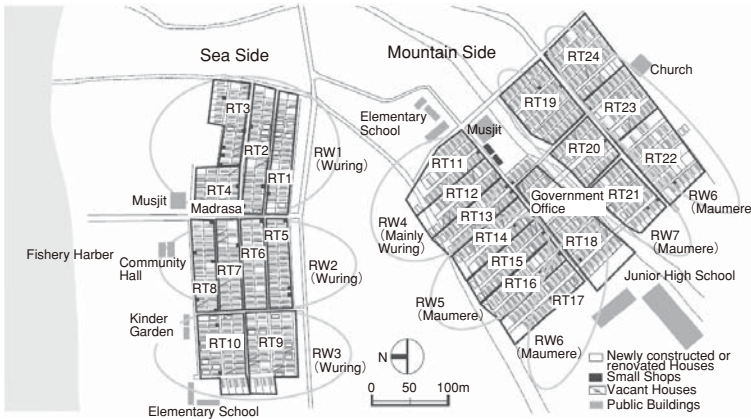 Sea Side
Mountain Side
RT24
Church
RT3
RT19
RT23
Elementary
School
Musjit
RT2
RW1
(Wuring)
RT11
RT20
RT22
RT1
RT12
RT4
Musjit
Madrasa
RT13
Government
Office
RT21
RW6
(Maumere)
RW4
(Mainly
Wuring)
RT14
RT18
RW7
(Maumere)
RT5
Fishery Harber
Community
Hall
RT6
RT7
RT8
RW2
(Wuring)
RT15
RT16
RT17
Junior High School
RW5
(Maumere)
Kinder
Garden
RT10
RT9
RW3
(Wuring)
N
RW6
(Maumere)
0 50 100m
Newly constructed or
renovated Houses
Small Shops
Vacant Houses
Public Buildings
Elementary School